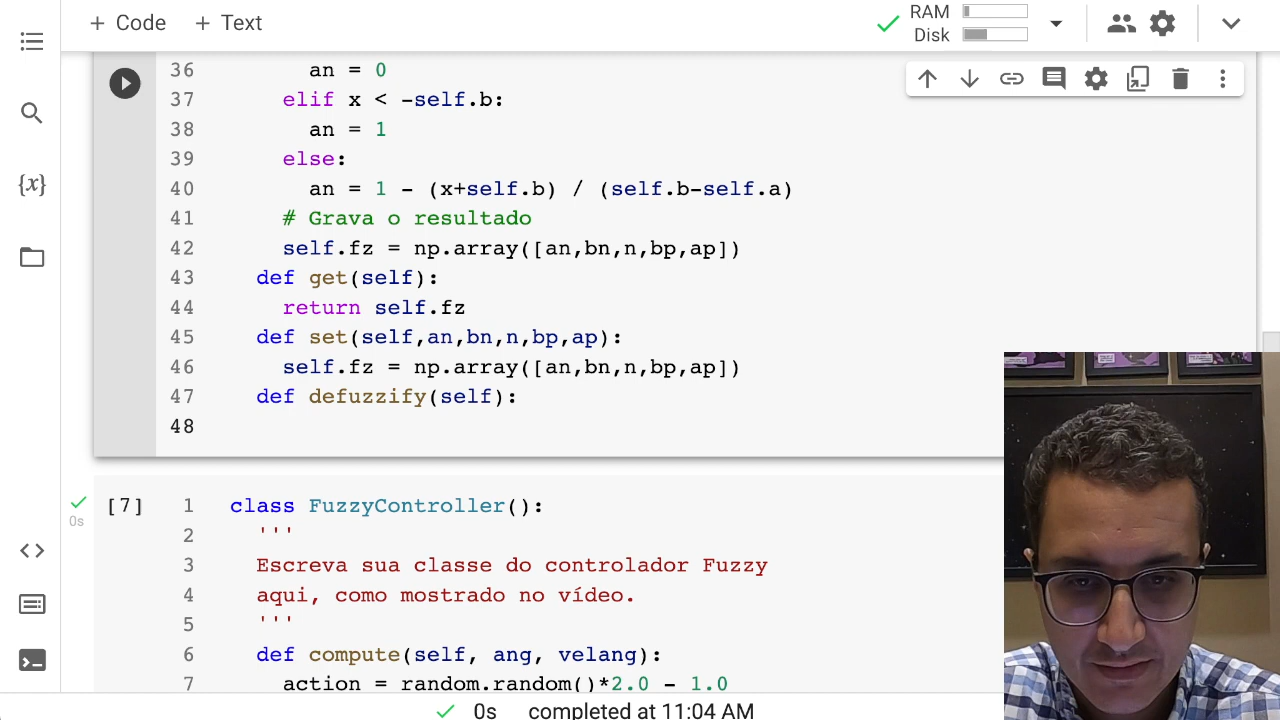 + Code + Text
RAM
Disk
36 an = 0
37 elif x < -self.b:
38 an = 1
39 else:
40 an = 1 - (x+self.b) / (self.b-self.a)
41 # Grava o resultado
42 self.fz = np.array([an,bn,n,bp,ap])
43 def get(self):
44 return self.fz
45 def set(self,an,bn,n,bp,ap):
46 self.fz = np.array([an,bn,n,bp,ap])
47 def defuzzify(self):
48
{x}
0s
[7] 1 class FuzzyController():
2 '''
3 Escreva sua classe do controlador Fuzzy
4 aqui, como mostrado no vídeo.
5 '''
6 def compute(self, ang, velang):
7 action = random.random()*2.0 - 1.0
0s completed at 11:04 AM